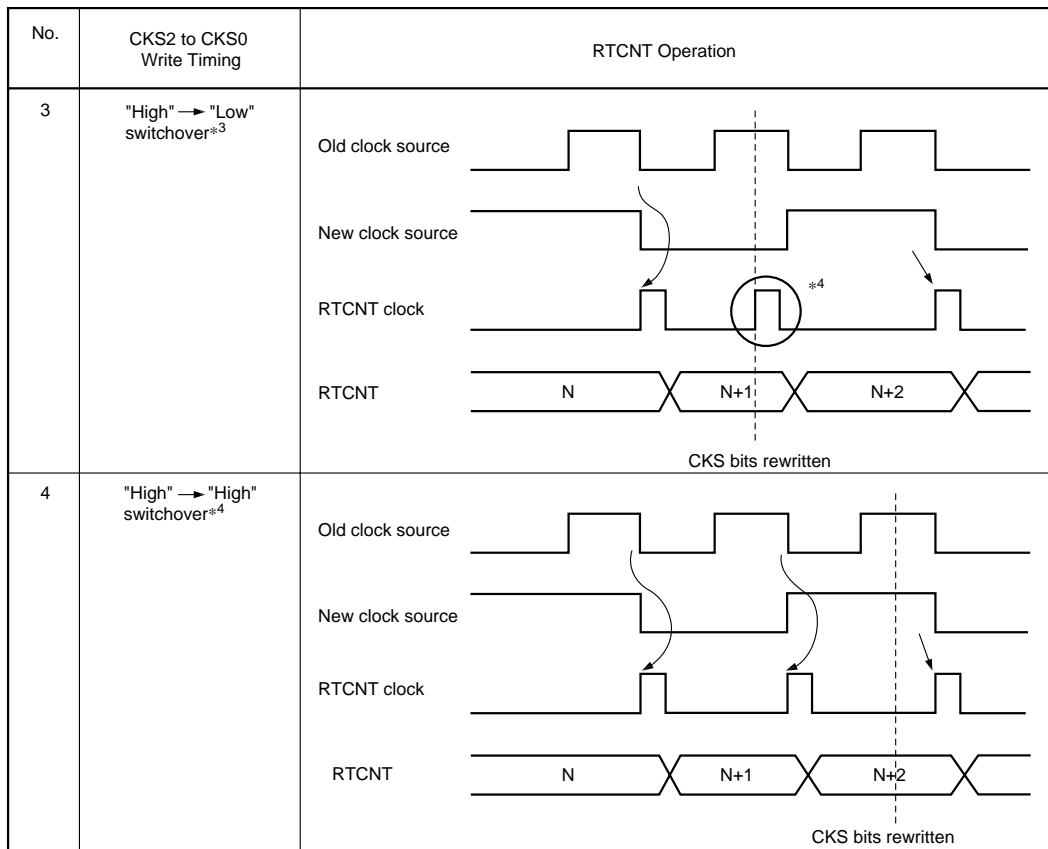 No.
CKS2 to CKS0
Write Timing
RTCNT Operation
3
"High" → "Low"
switchover*3
Old clock source
New clock source
RTCNT clock
*4
RTCNT
N
N+1
N+2
CKS bits rewritten
4
"High" → "High"
switchover*4
Old clock source
New clock source
RTCNT clock
RTCNT
N
N+1
N+2
CKS bits rewritten